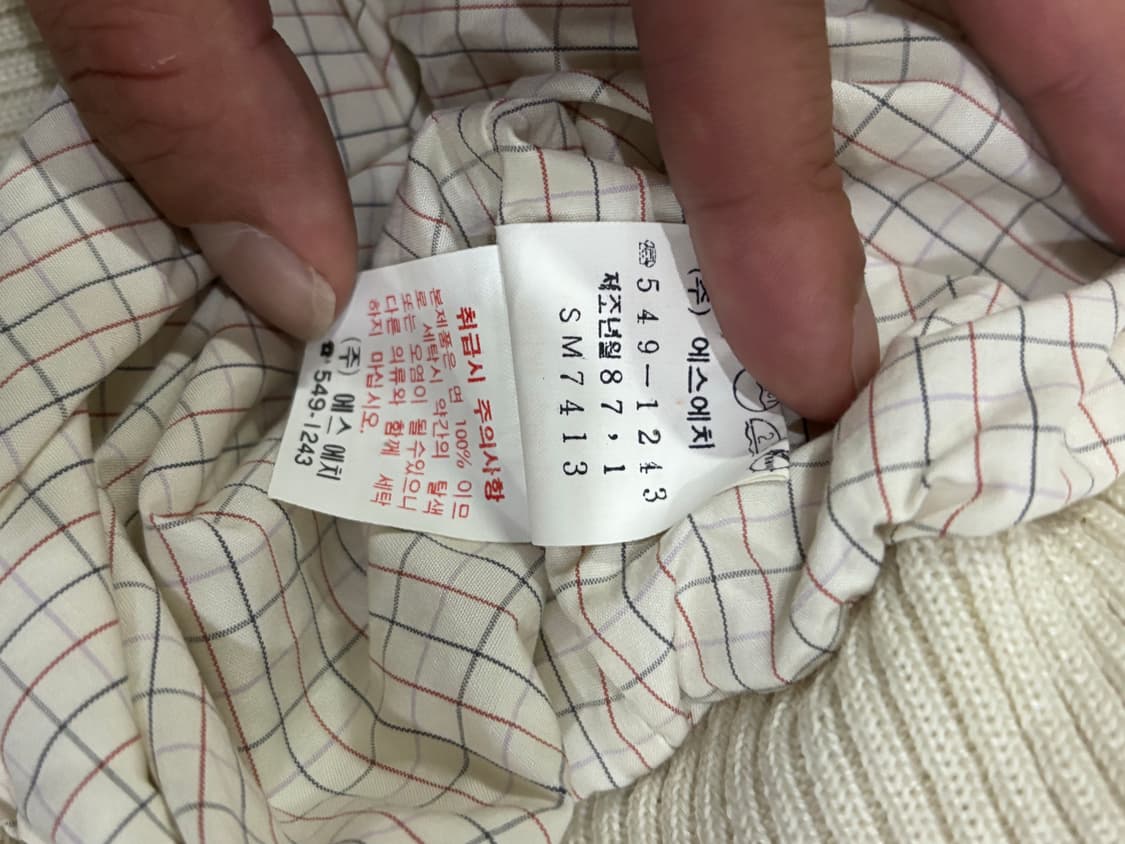 (주) 에스에치
☎549-1243
제조년월87,1
SM7413
취급시 주의사항
본제품은 면 100% 이므
로 세탁시 약간의 탈색
또는 오염이 될수있으니
다른 의류와 함께 세탁
하지 마십시요.
(주) 에스에치
☎549.1243